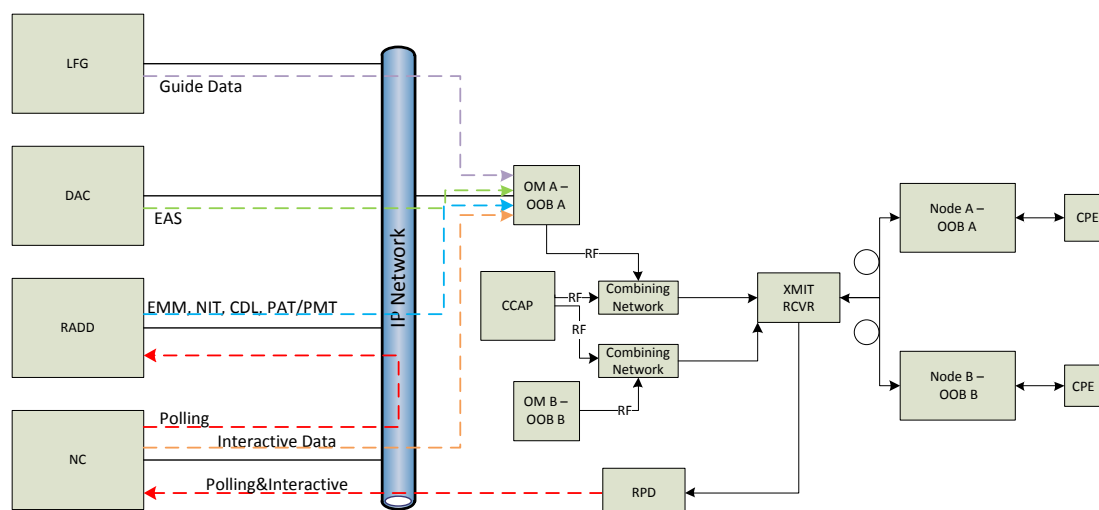 LFG
Guide Data
DAC
EAS
RADD
EMM, NIT, CDL, PAT/PMT
NC
Polling
Interactive Data
Polling&Interactive
IP Network
OM A –
OOB A
RF
CCAP
RF
RF
Combining
Network
Combining
Network
OM B –
OOB B
RF
XMIT
RCVR
RPD
Node A –
OOB A
CPE
Node B –
OOB B
CPE